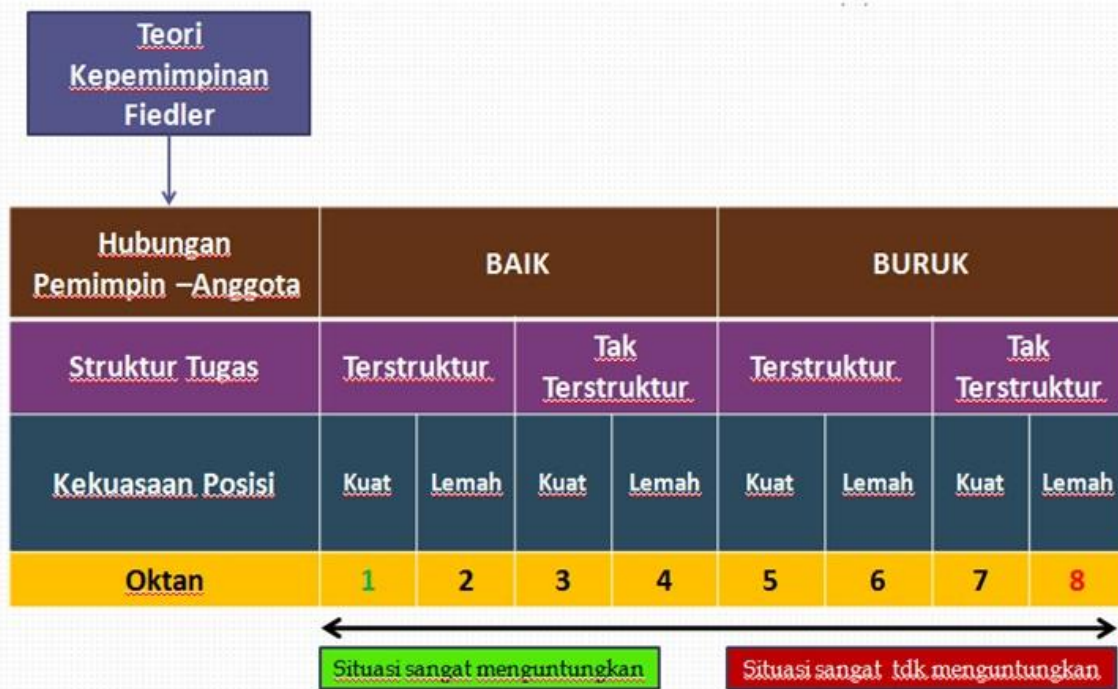 Teori
Kepemimpinan
Fiedler
Hubungan
Pemimpin –Anggota
BAIK
BURUK
Struktur Tugas
Terstruktur
Tak
Terstruktur
Terstruktur
Tak
Terstruktur
Kekuasaan Posisi
Kuat
Lemah
Kuat
Lemah
Kuat
Lemah
Kuat
Lemah
Oktan
1
2
3
4
5
6
7
8
Situasi sangat menguntungkan
Situasi sangat tdk menguntungkan